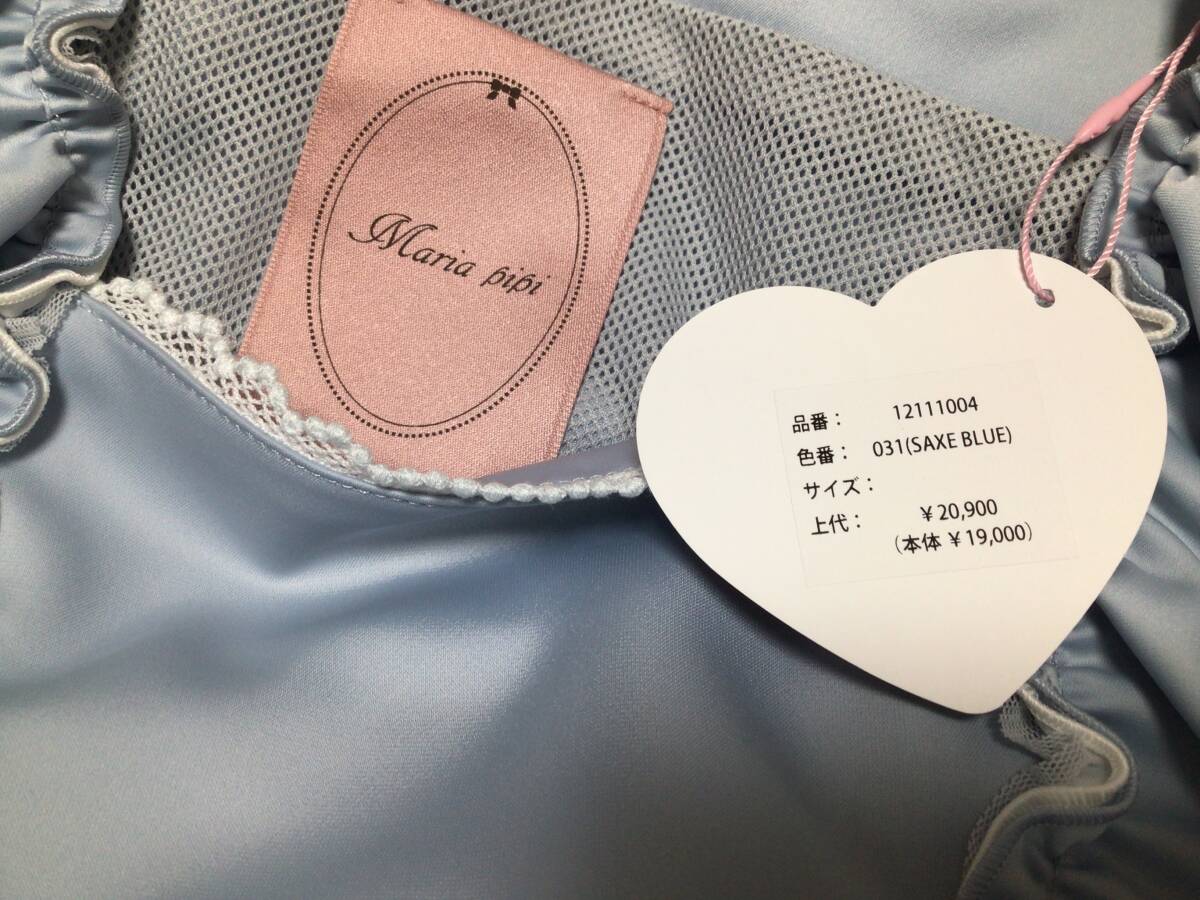 Maria pipi
品番： 12111004
色番： 031(SAXE BLUE)
サイズ：
上代： ￥20,900
（本体 ￥19,000）